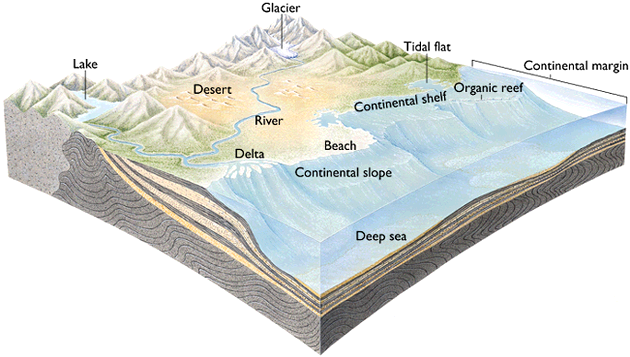 Glacier
Tidal flat
Lake
Continental margin
Desert
Organic reef
Continental shelf
River
Beach
Delta
Continental slope
Deep sea